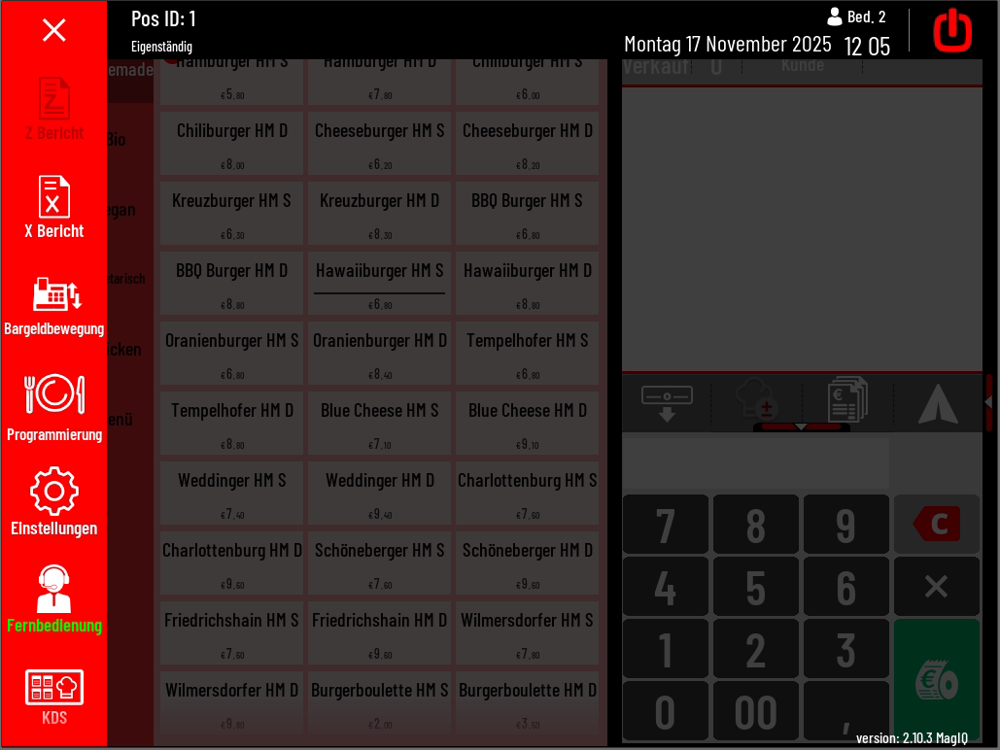 Pos ID: 1
Eigenständig
Bed. 2
Montag 17 November 2025 12 05
Z Bericht
X Bericht
Bargeldbewegung
Programmierung
EInstellungen
Fernbedienung
KDS
emade
Bio
egan
etarisch
icken
enü
Hamburger HM S
Hamburger HM D
Chiliburger HM S
€5,80
€7,80
€6,00
Chiliburger HM D
Cheeseburger HM S
Cheeseburger HM D
€8,00
€6,20
€8,20
Kreuzburger HM S
Kreuzburger HM D
BBQ Burger HM S
€6,30
€8,30
€6,80
BBQ Burger HM D
Hawaiiburger HM S
Hawaiiburger HM D
€8,80
€6,80
€8,80
Oranienburger HM S
Oranienburger HM D
Tempelhofer HM S
€6,80
€8,40
€6,80
Tempelhofer HM D
Blue Cheese HM S
Blue Cheese HM D
€8,80
€7,10
€9,10
Weddinger HM S
Weddinger HM D
Charlottenburg HM S
€7,40
€9,40
€7,60
Charlottenburg HM D
Schöneberger HM S
Schöneberger HM D
€9,60
€7,60
€9,60
Friedrichshain HM S
Friedrichshain HM D
Wilmersdorfer HM S
€7,60
€9,60
€7,80
Wilmersdorfer HM D
Burgerboulette HM S
Burgerboulette HM D
€9,80
€2,00
€3,50
Verkauf 0 Kunde
7 8 9 C
4 5 6 ×
1 2 3
0 00 ,
version: 2.10.3 MagIQ